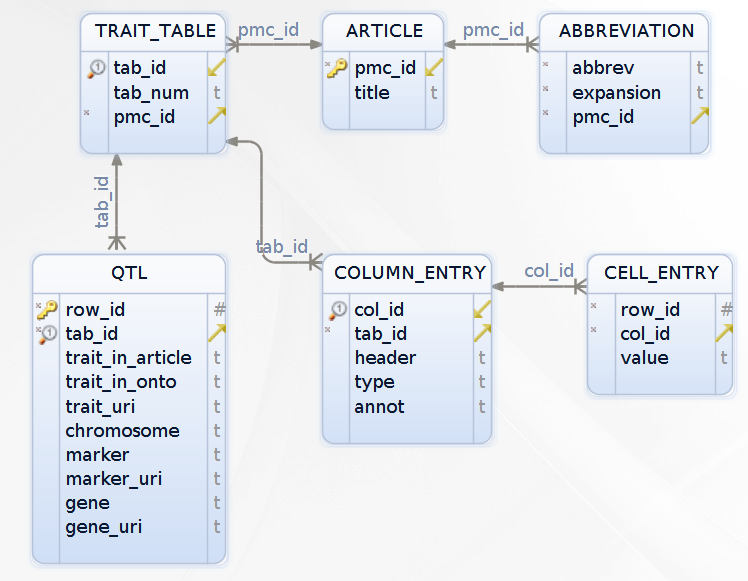 TRAIT_TABLE
tab_id
tab_num t
pmc_id
pmc_id
ARTICLE
pmc_id
title t
pmc_id
ABBREVIATION
abbrev t
expansion t
pmc_id
tab_id
tab_id
QTL
row_id #
tab_id
trait_in_article t
trait_in_onto t
trait_uri t
chromosome t
marker t
marker_uri t
gene t
gene_uri t
COLUMN_ENTRY
col_id
tab_id
header t
type t
annot t
col_id
CELL_ENTRY
row_id #
col_id
value t